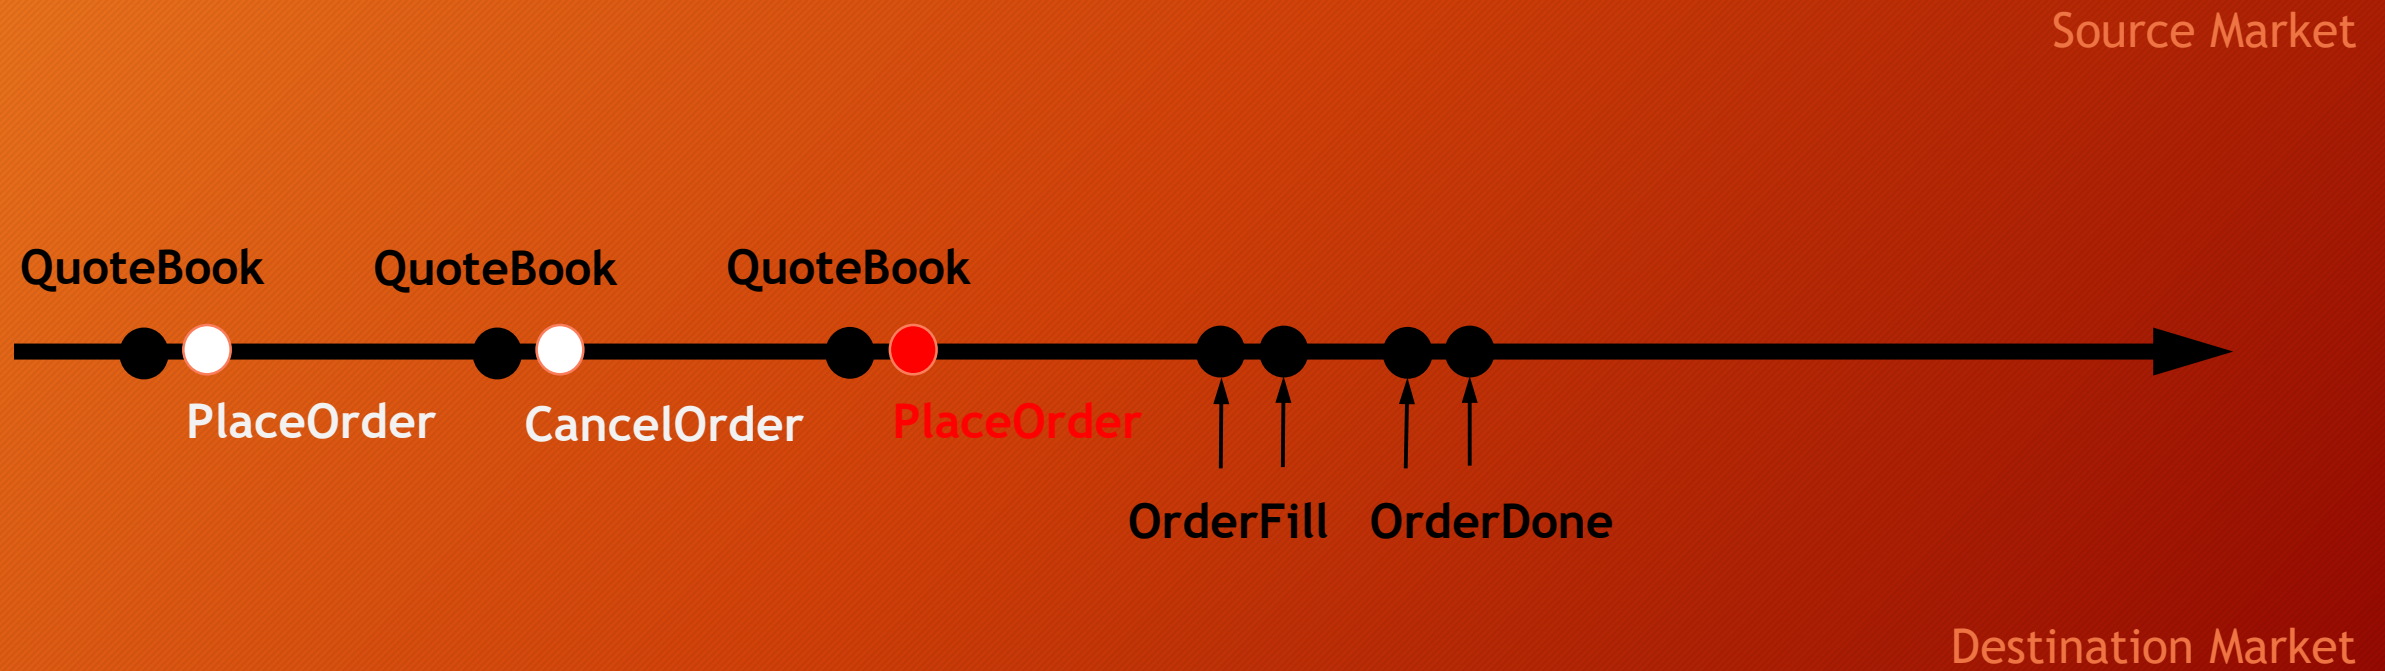 Source Market
QuoteBook QuoteBook QuoteBook
PlaceOrder CancelOrder PlaceOrder
OrderFill OrderDone
Destination Market